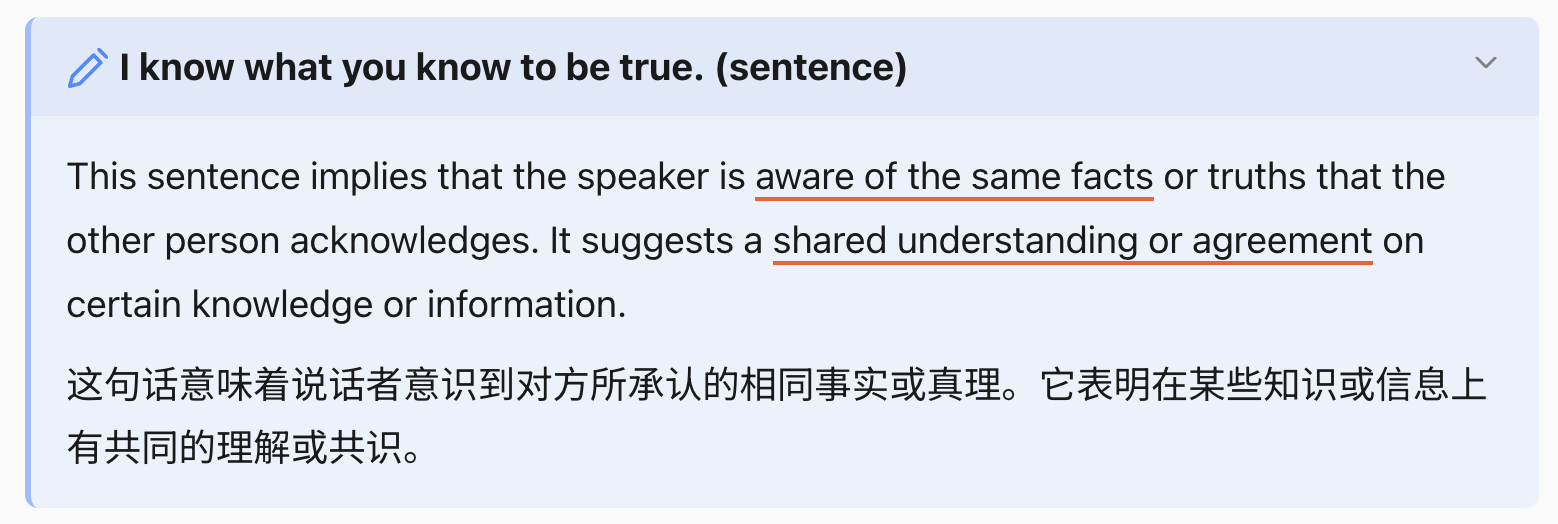 I know what you know to be true. (sentence)
This sentence implies that the speaker is aware of the same facts or truths that the
other person acknowledges. It suggests a shared understanding or agreement on
certain knowledge or information.
这句话意味着说话者意识到对方所承认的相同事实或真理。它表明在某些知识或信息上
有共同的理解或共识。